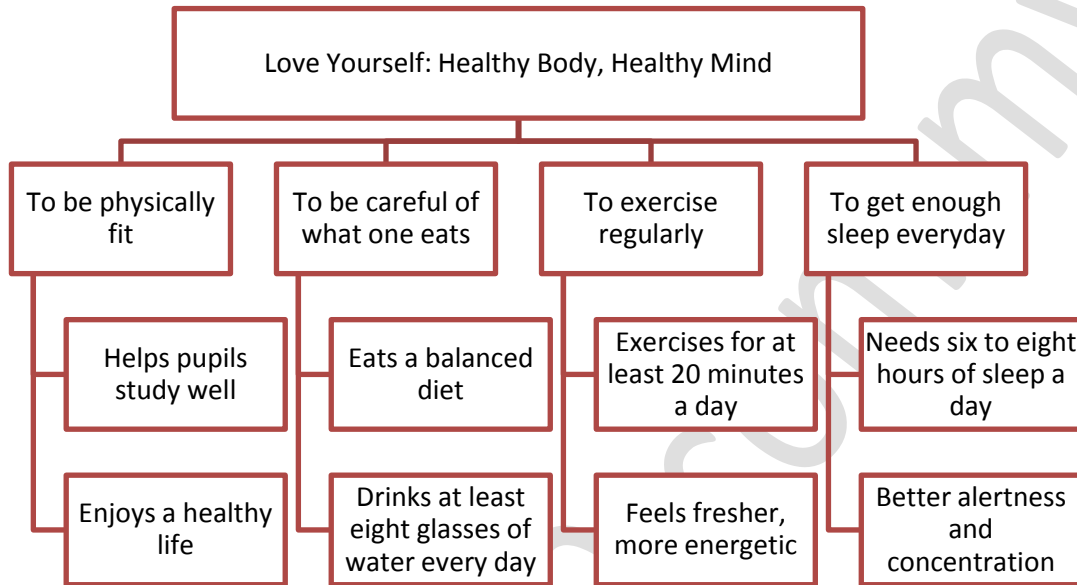 Love Yourself: Healthy Body, Healthy Mind
To be physically
fit
To be careful of
what one eats
To exercise
regularly
To get enough
sleep everyday
Helps pupils
study well
Eats a balanced
diet
Exercises for at
least 20 minutes
a day
Needs six to eight
hours of sleep a
day
Enjoys a healthy
life
Drinks at least
eight glasses of
water every day
Feels fresher,
more energetic
Better alertness
and
concentration